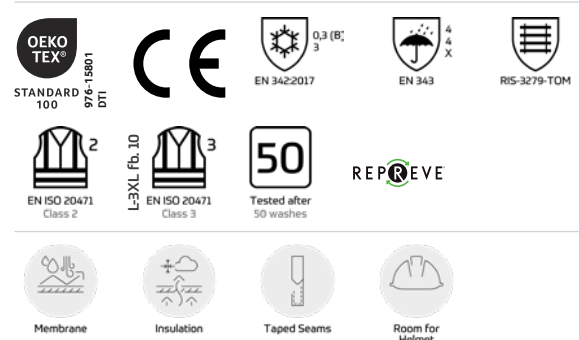 OEKO
TEX®
STANDARD
100
976-15801
DTI
CE
0,3 (B)
3
EN 342:2017
4
4
X
EN 343
RIS-3279-TOM
2
EN ISO 20471
Class 2
L-3XL fb. 10
3
EN ISO 20471
Class 3
50
Tested after
50 washes
REPREVE
Membrane
Insulation
Taped Seams
Room for
Helmet